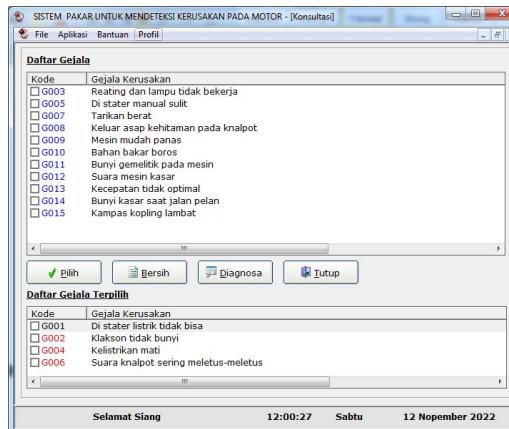 SISTEM PAKAR UNTUK MENDETEKSI KERUSAKAN PADA MOTOR - [Konsultasi]
File Aplikasi Bantuan Profil
Daftar Gejala
Kode Gejala Kerusakan
G003 Reating dan lampu tidak bekerja
G005 Di stater manual sulit
G007 Tarikan berat
G008 Keluar asap kehitaman pada knalpot
G009 Mesin mudah panas
G010 Bahan bakar boros
G011 Bunyi gemelitik pada mesin
G012 Suara mesin kasar
G013 Kecepatan tidak optimal
G014 Bunyi kasar saat jalan pelan
G015 Kampas kopling lambat
Pilih Bersih Diagnosa Tutup
Daftar Gejala Terpilih
Kode Gejala Kerusakan
G001 Di stater listrik tidak bisa
G002 Klakson tidak bunyi
G004 Kelistrikan mati
G006 Suara knalpot sering meletus-meletus
Selamat Siang 12:00:27 Sabtu 12 Nopember 2022